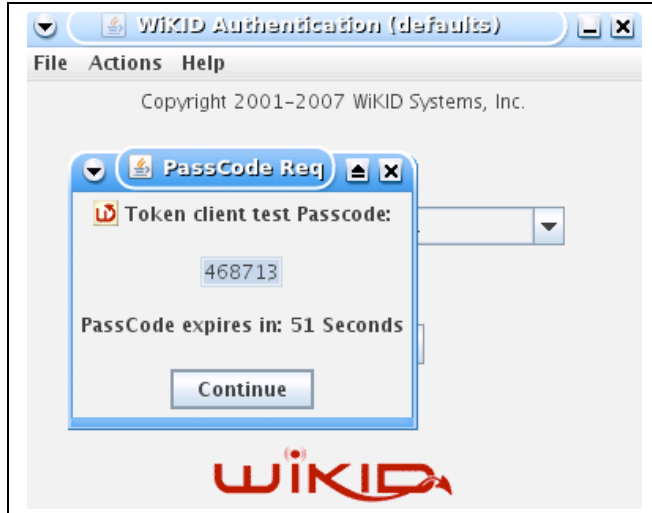 WiKID Authentication (defaults)
File Actions Help
Copyright 2001-2007 WiKID Systems, Inc.
PassCode Req
Token client test Passcode:
468713
PassCode expires in: 51 Seconds
Continue
WiKID